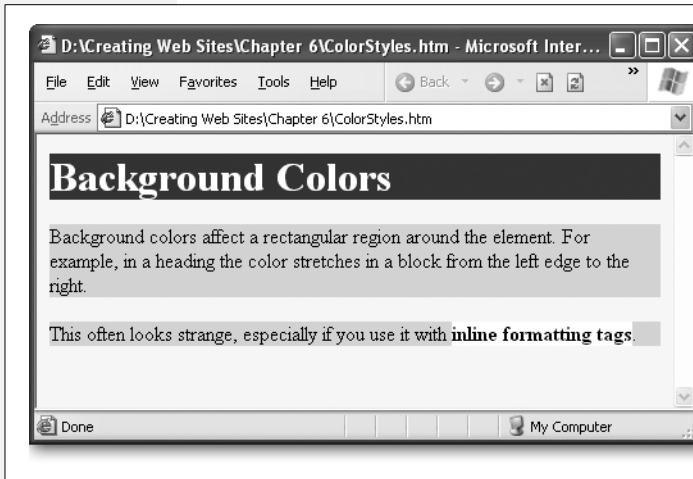 D:\Creating Web Sites\Chapter 6\ColorStyles.htm - Microsoft Inter...
File Edit View Favorites Tools Help Back »
Address D:\Creating Web Sites\Chapter 6\ColorStyles.htm
Background Colors
Background colors affect a rectangular region around the element. For
example, in a heading the color stretches in a block from the left edge to the
right.
This often looks strange, especially if you use it with inline formatting tags.
Done My Computer